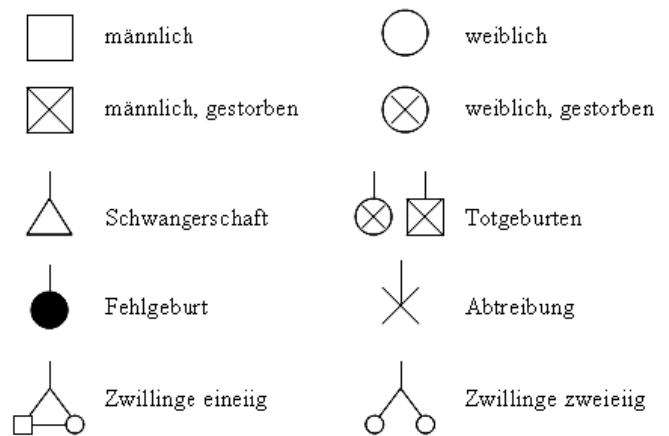 männlich
weiblich
männlich, gestorben
weiblich, gestorben
Schwangerschaft
Totgeburten
Fehlgeburt
Abtreibung
Zwillinge eineiig
Zwillinge zweieiig